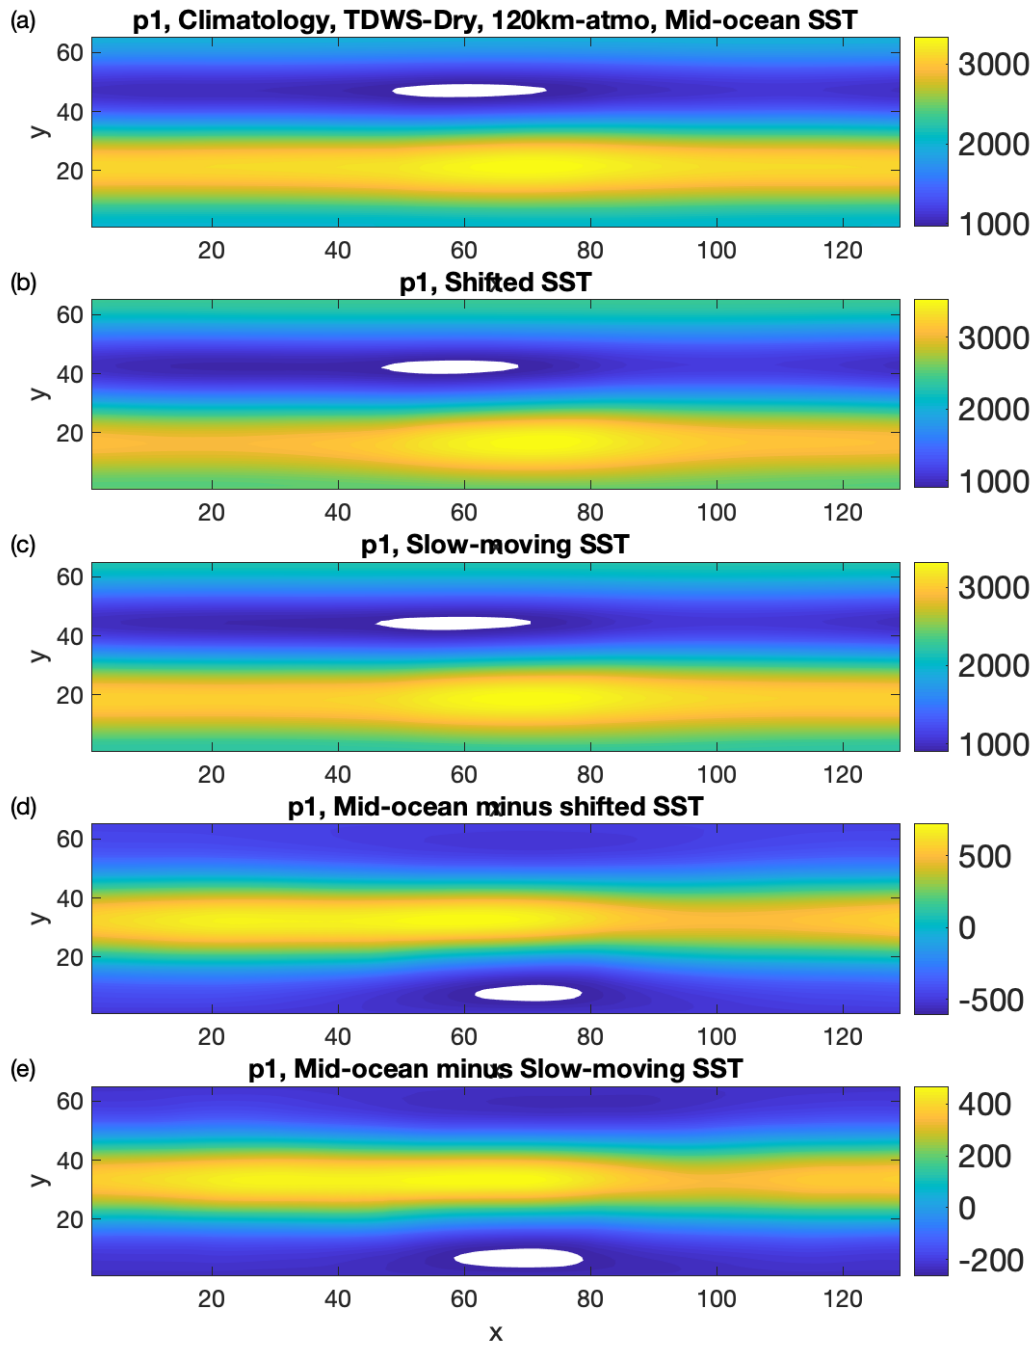 (a) p1, Climatology, TDWS-Dry, 120km-atmo, Mid-ocean SST
60
40
20
y
20 40 60 80 100 120
3000
2000
1000
(b) p1, Shifted SST
x
60
40
20
y
20 40 60 80 100 120
3000
2000
1000
(c) p1, Slow-moving SST
x
60
40
20
y
20 40 60 80 100 120
3000
2000
1000
(d) p1, Mid-ocean minus shifted SST
x
60
40
20
y
20 40 60 80 100 120
500
0
-500
(e) p1, Mid-ocean minus Slow-moving SST
x
60
40
20
y
20 40 60 80 100 120
400
200
0
-200
x